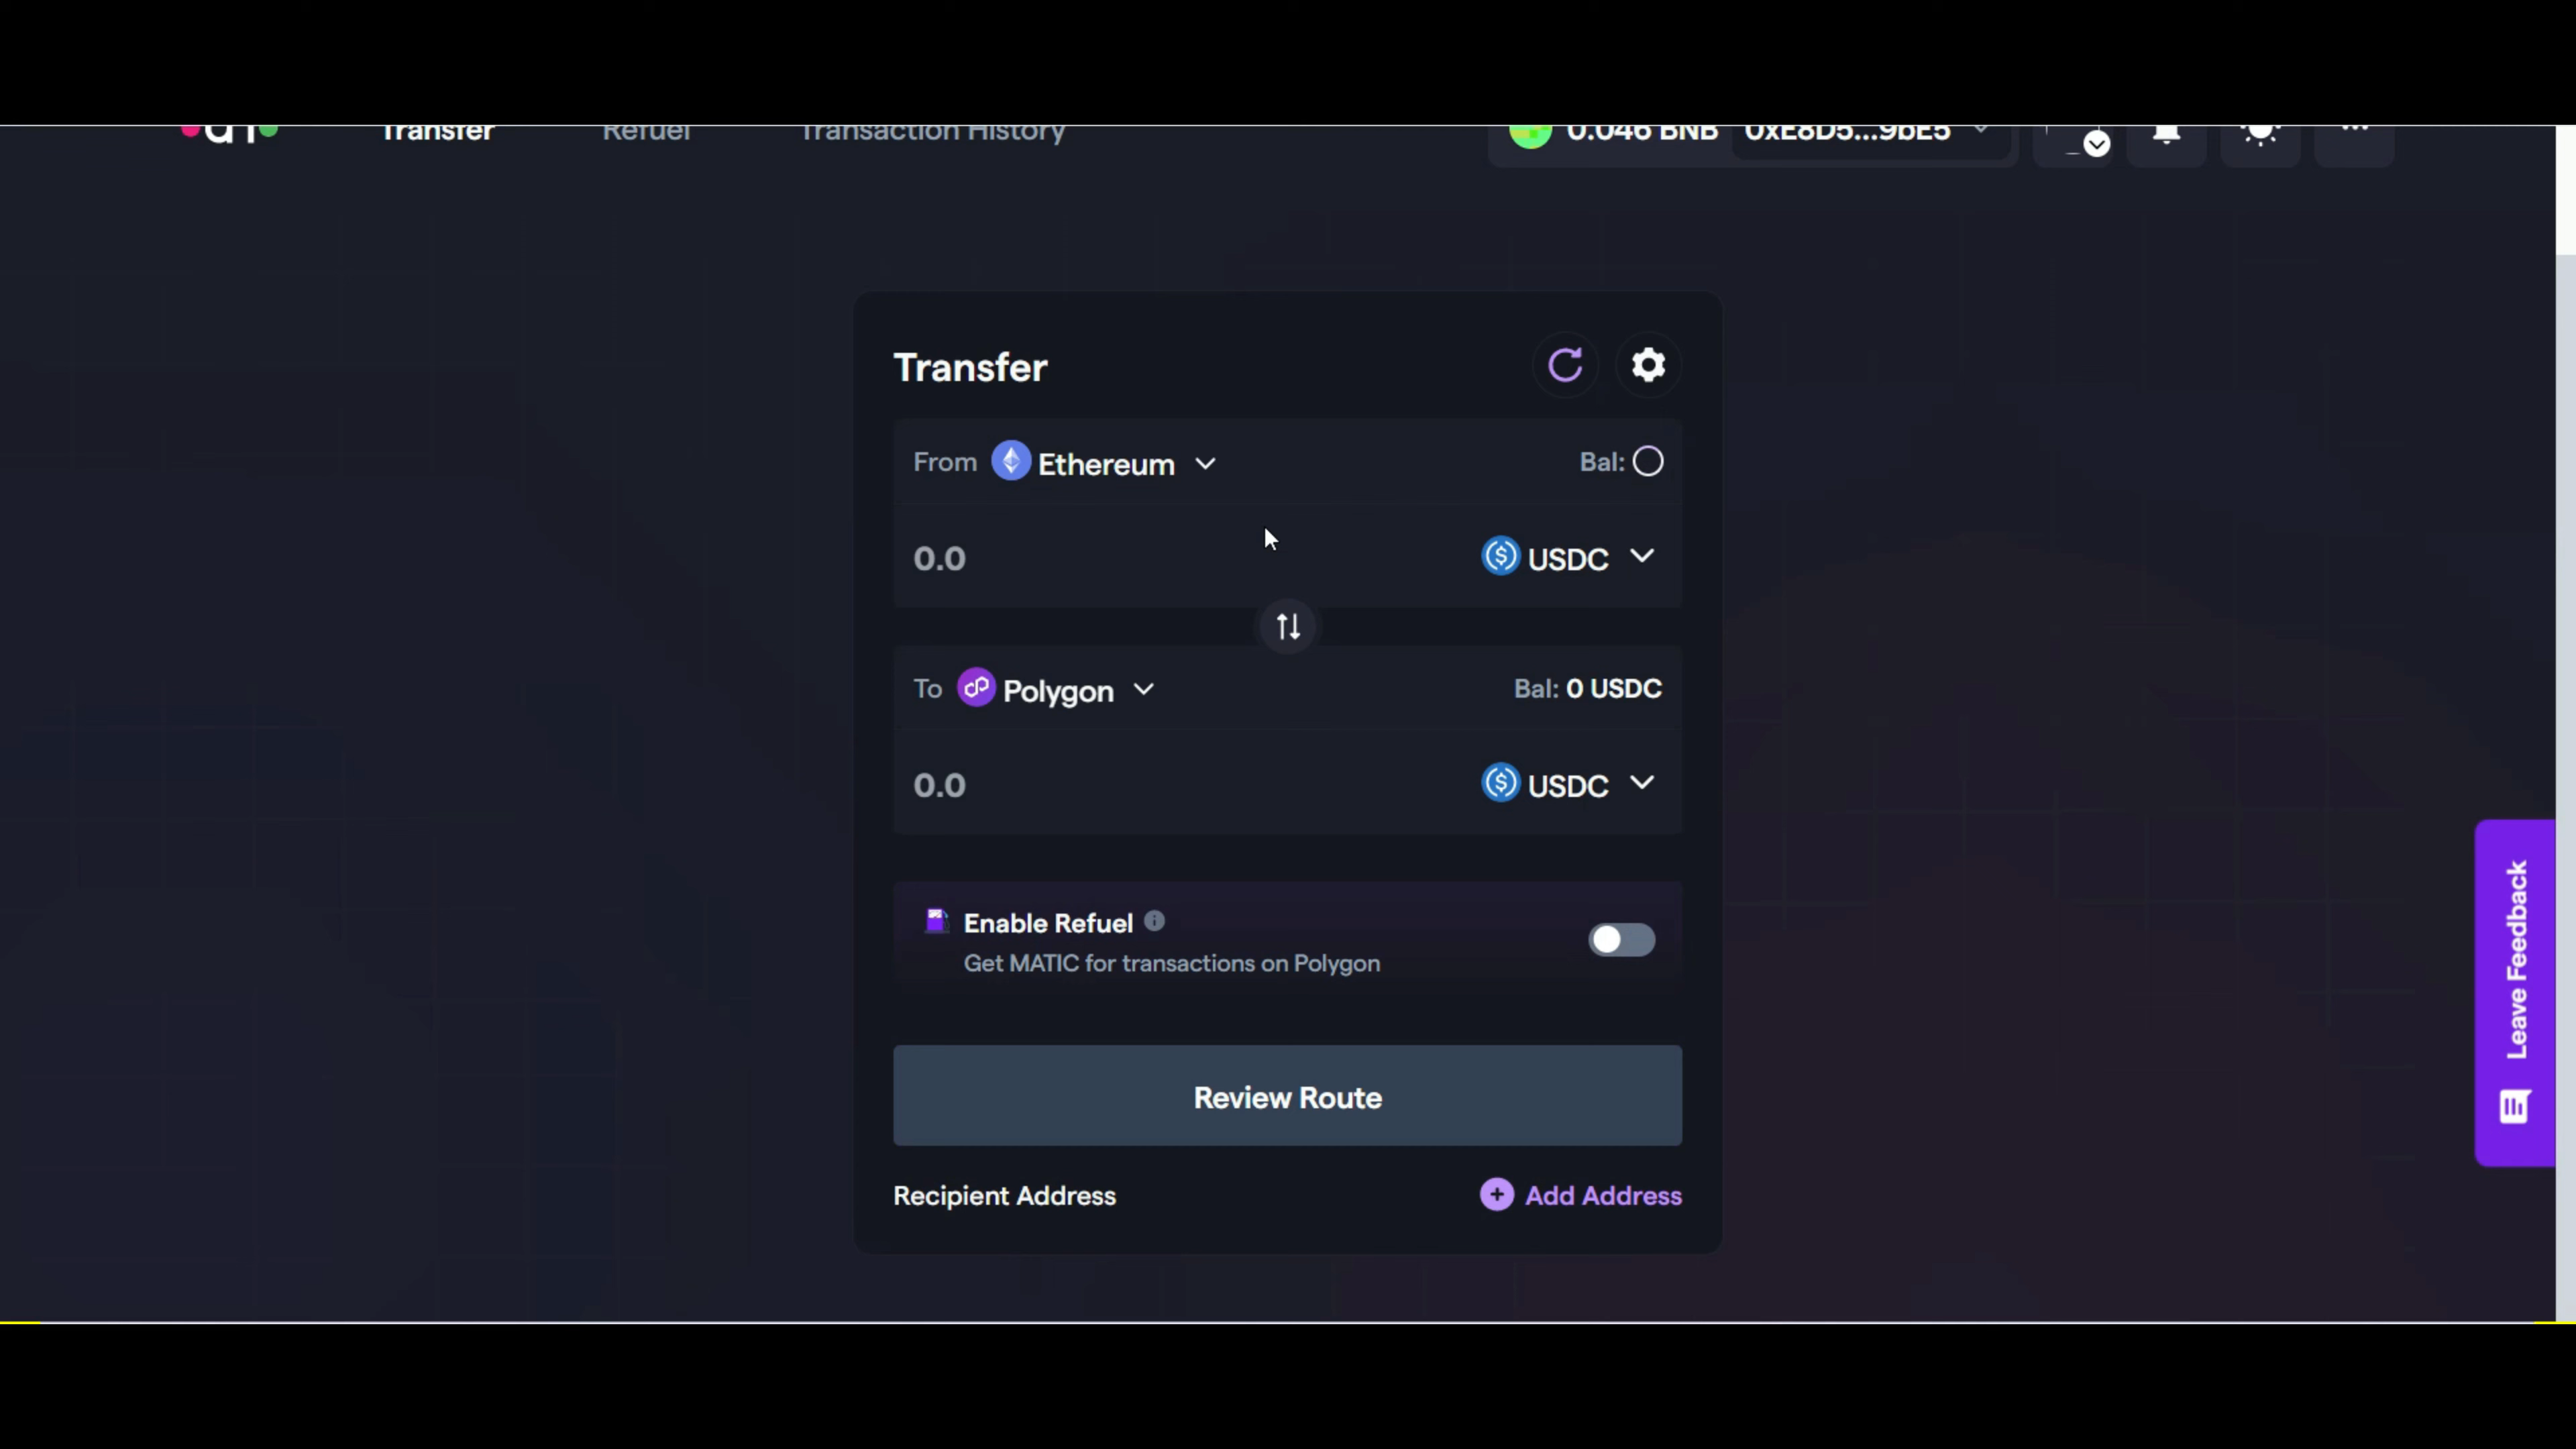 Transfer Refuel Transaction History 0.046 BNB 0xE8D5...9bE5
Transfer
From Ethereum Bal:
0.0 USDC
To Polygon Bal: 0 USDC
0.0 USDC
Enable Refuel
Get MATIC for transactions on Polygon
Review Route
Recipient Address Add Address
Leave Feedback